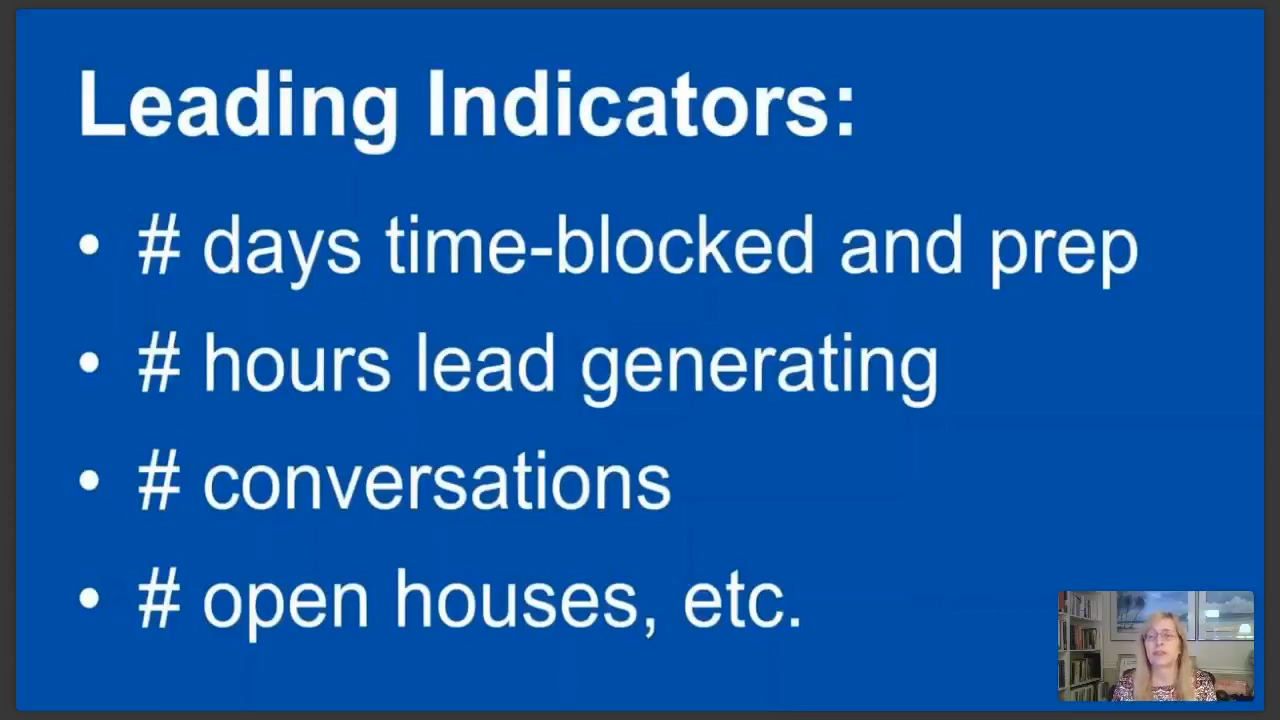 Leading Indicators:
• # days time-blocked and prep
• # hours lead generating
• # conversations
• # open houses, etc.